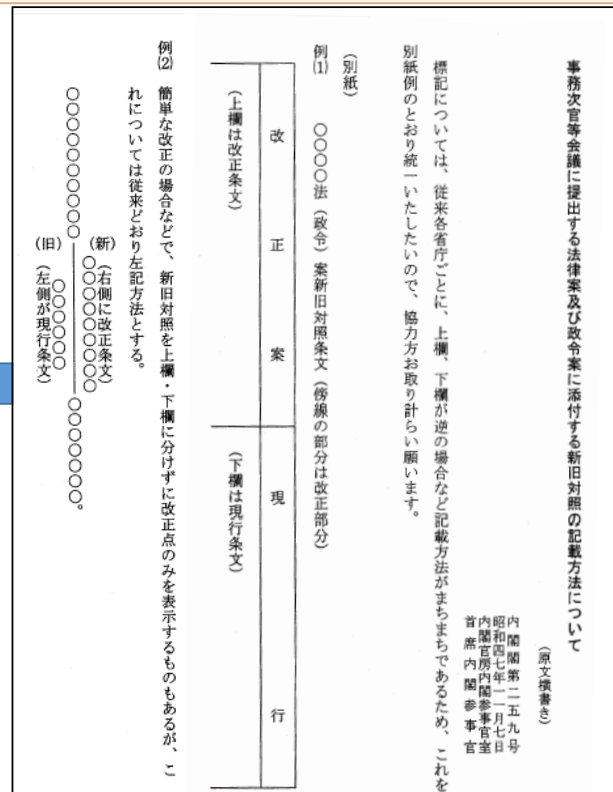 事務次官等会議に提出する法律案及び政令案に添付する新旧対照の記載方法について
(原文横書き)
内閣閣第二五九号
昭和四七年一一月七日
内閣官房内閣参事官室
首席内閣参事官
標記については、従来各省庁ごとに、上欄、下欄が逆の場合など記載方法がまちまちであるため、これを
別紙例のとおり統一いたしたいので、協力方お取り計らい願います。
(別紙)
例(1) 〇〇〇〇法(政令)案新旧対照条文(傍線の部分は改正部分)
改正案
現行
(上欄は改正条文)
(下欄は現行条文)
例(2) 簡単な改正の場合などで、新旧対照を上欄・下欄に分けずに改正点のみを表示するものもあるが、こ
れについては従来どおり左記方法とする。
(新)(右側に改正条文)
〇〇〇〇〇〇〇〇〇
〇〇〇〇〇〇〇〇〇〇 〇〇〇〇〇〇〇。
〇〇〇〇〇〇
(旧)(左側が現行条文)